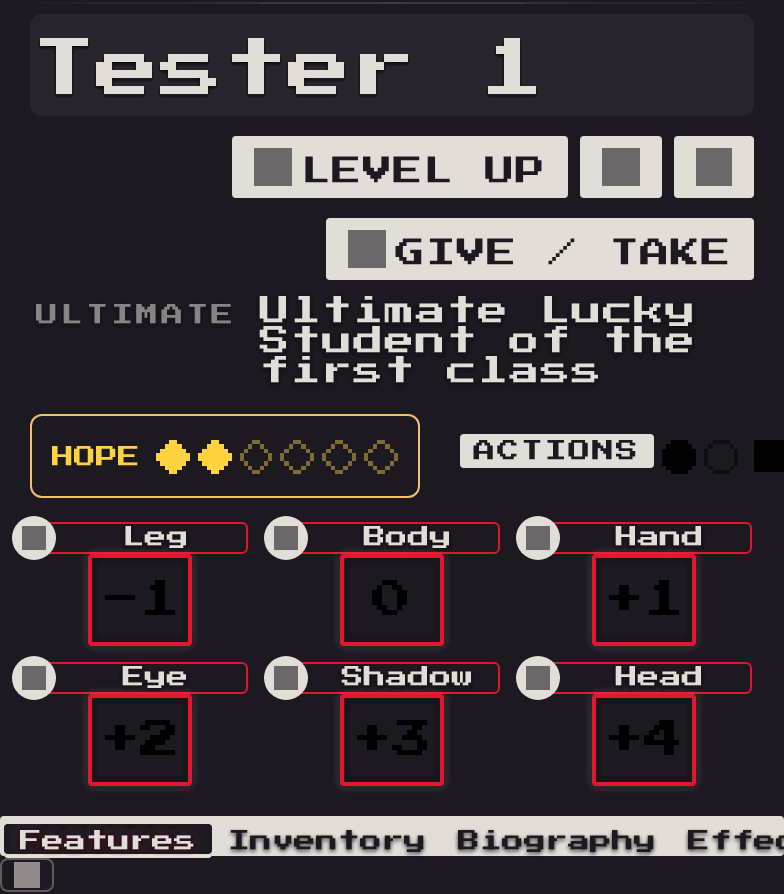 Tester 1
LEVEL UP
GIVE / TAKE
ULTIMATE Ultimate Lucky
Student of the
first class
HOPE ACTIONS
Leg Body Hand
-1 0 +1
Eye Shadow Head
+2 +3 +4
Features Inventory Biography Effec